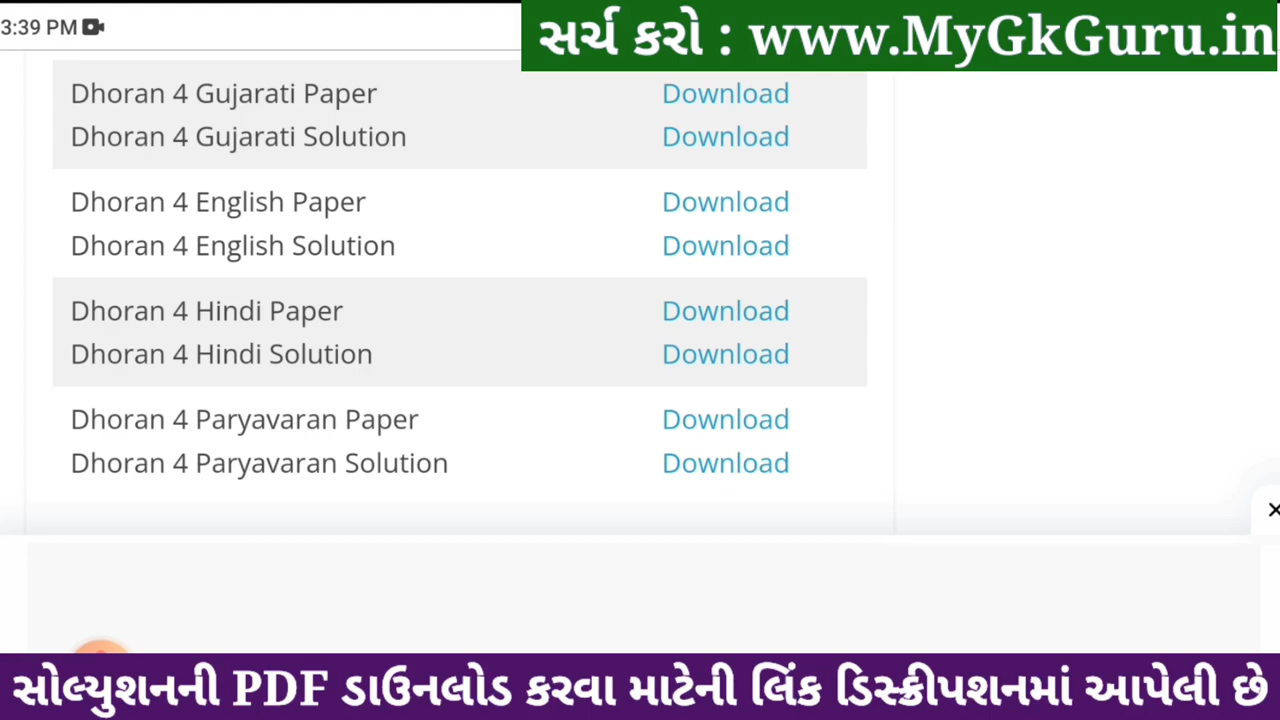 3:39 PM
સર્ચ કરો : www.MyGkGuru.in
Dhoran 4 Gujarati Paper Download
Dhoran 4 Gujarati Solution Download
Dhoran 4 English Paper Download
Dhoran 4 English Solution Download
Dhoran 4 Hindi Paper Download
Dhoran 4 Hindi Solution Download
Dhoran 4 Paryavaran Paper Download
Dhoran 4 Paryavaran Solution Download
સોલ્યુશનની PDF ડાઉનલોડ કરવા માટેની લિંક ડિસ્ક્રીપશનમાં આપેલી છે